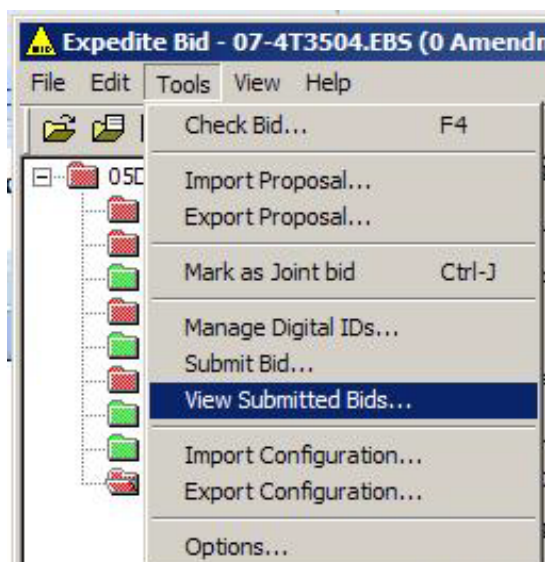 Expedite Bid - 07-4T3504.EBS (0 Amendm
File Edit Tools View Help
Check Bid... F4
05D
Import Proposal...
Export Proposal...
Mark as Joint bid Ctrl-J
Manage Digital IDs...
Submit Bid...
View Submitted Bids...
Import Configuration...
Export Configuration...
Options...